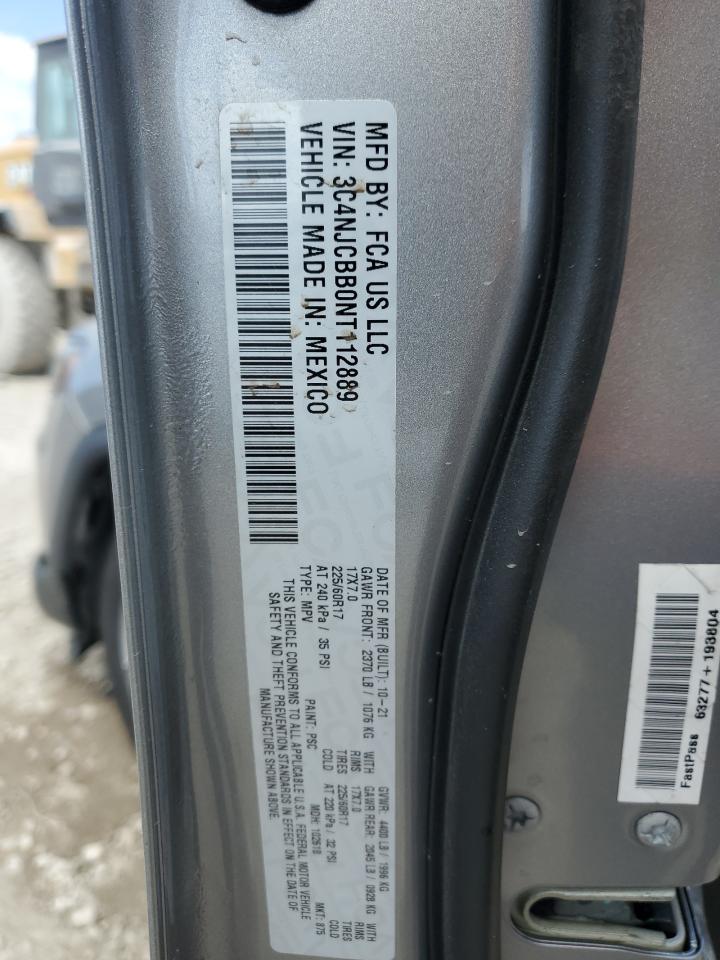 MFD BY: FCA US LLC
VIN: 3C4NJCBB0NT112889
VEHICLE MADE IN: MEXICO
DATE OF MFR (BUILT): 10-21 GVWR: 4400 LB / 1996 KG
GAWR FRONT: 2370 LB / 1076 KG WITH GAWR REAR: 2045 LB / 0928 KG WITH
17X7.0 RIMS 17X7.0 RIMS
225/60R17 TIRES 225/60R17 TIRES
AT 240 kPa / 35 PSI COLD AT 220 kPa / 32 PSI COLD
TYPE: MPV PAINT: PSC MDH: 102618 MKT: 875
THIS VEHICLE CONFORMS TO ALL APPLICABLE U.S.A. FEDERAL MOTOR VEHICLE
SAFETY AND THEFT PREVENTION STANDARDS IN EFFECT ON THE DATE OF
MANUFACTURE SHOWN ABOVE.
FastPass 63277+